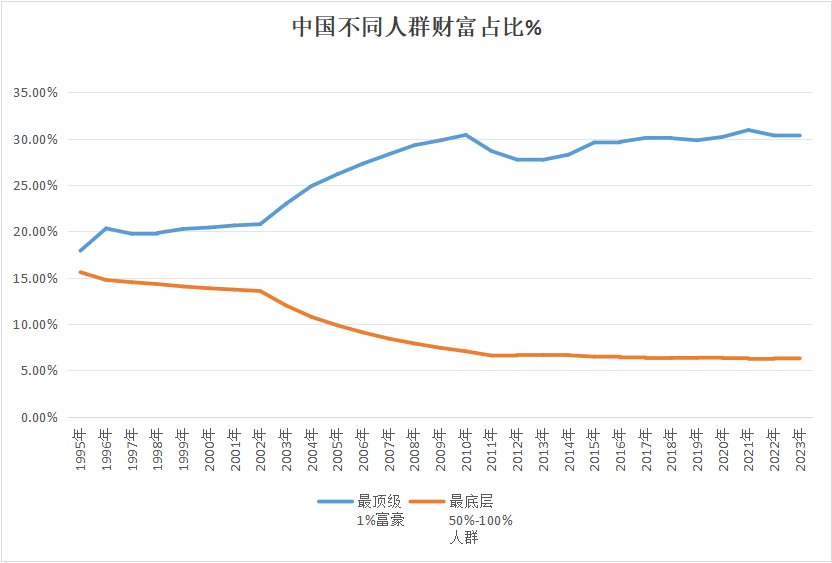 中国不同人群财富占比%
35.00%
30.00%
25.00%
20.00%
15.00%
10.00%
5.00%
0.00%
1995年
1996年
1997年
1998年
1999年
2000年
2001年
2002年
2003年
2004年
2005年
2006年
2007年
2008年
2009年
2010年
2011年
2012年
2013年
2014年
2015年
2016年
2017年
2018年
2019年
2020年
2021年
2022年
2023年
最顶级
1%富豪
最底层
50%-100%
人群